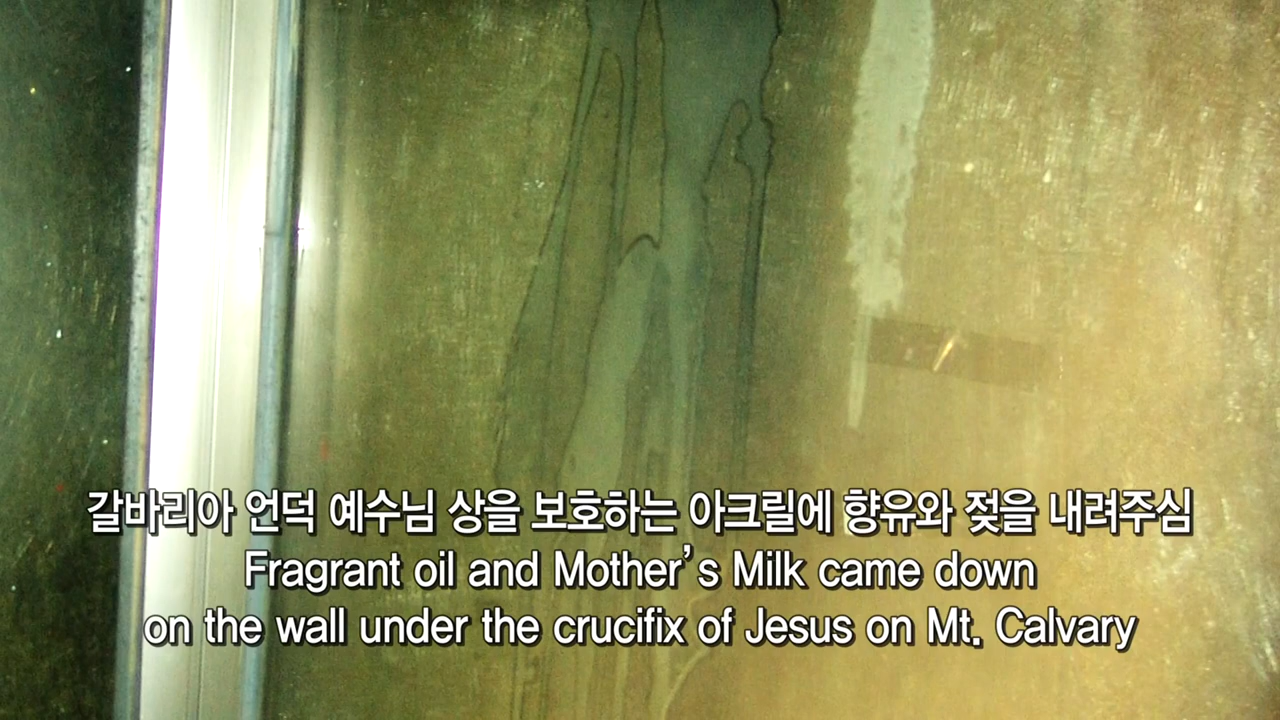 갈바리아 언덕 예수님 상을 보호하는 아크릴에 향유와 젖을 내려주심
Fragrant oil and Mother's Milk came down
on the wall under the crucifix of Jesus on Mt. Calvary